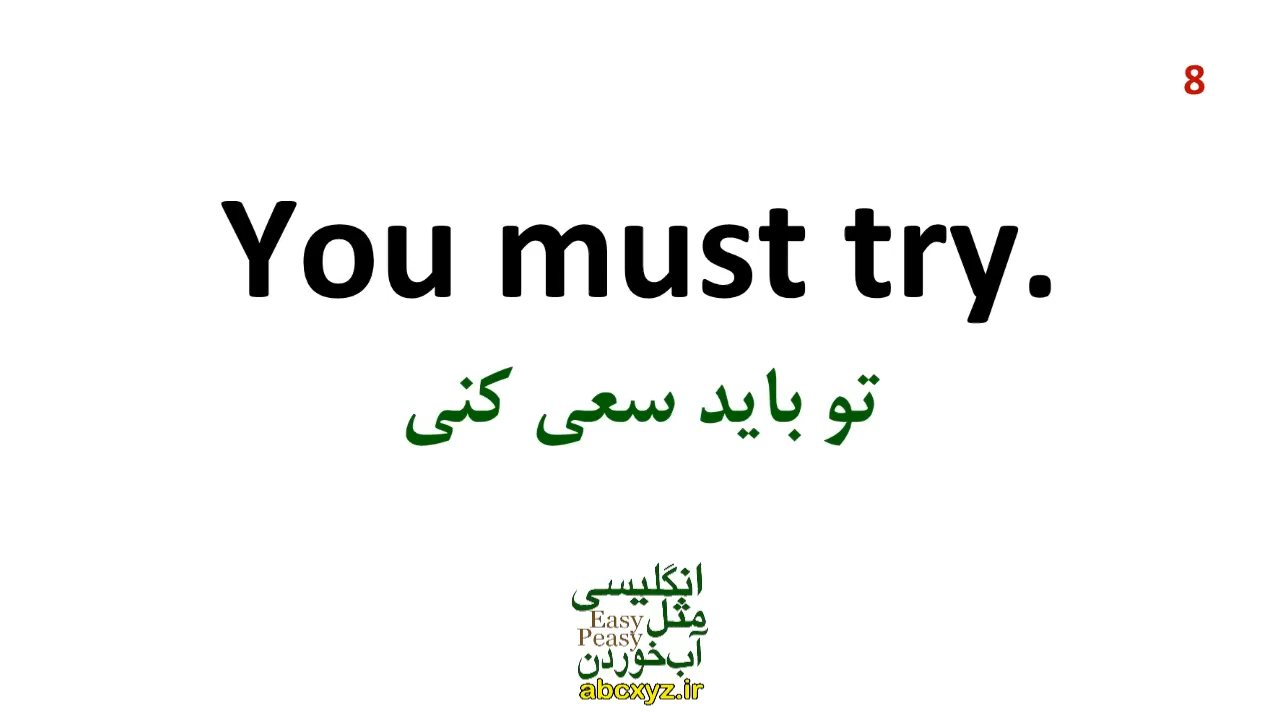 8
You must try.
تو باید سعی کنی
انگلیسی
مثل Easy
Peasy
آب‌خوردن
abcxyz.ir